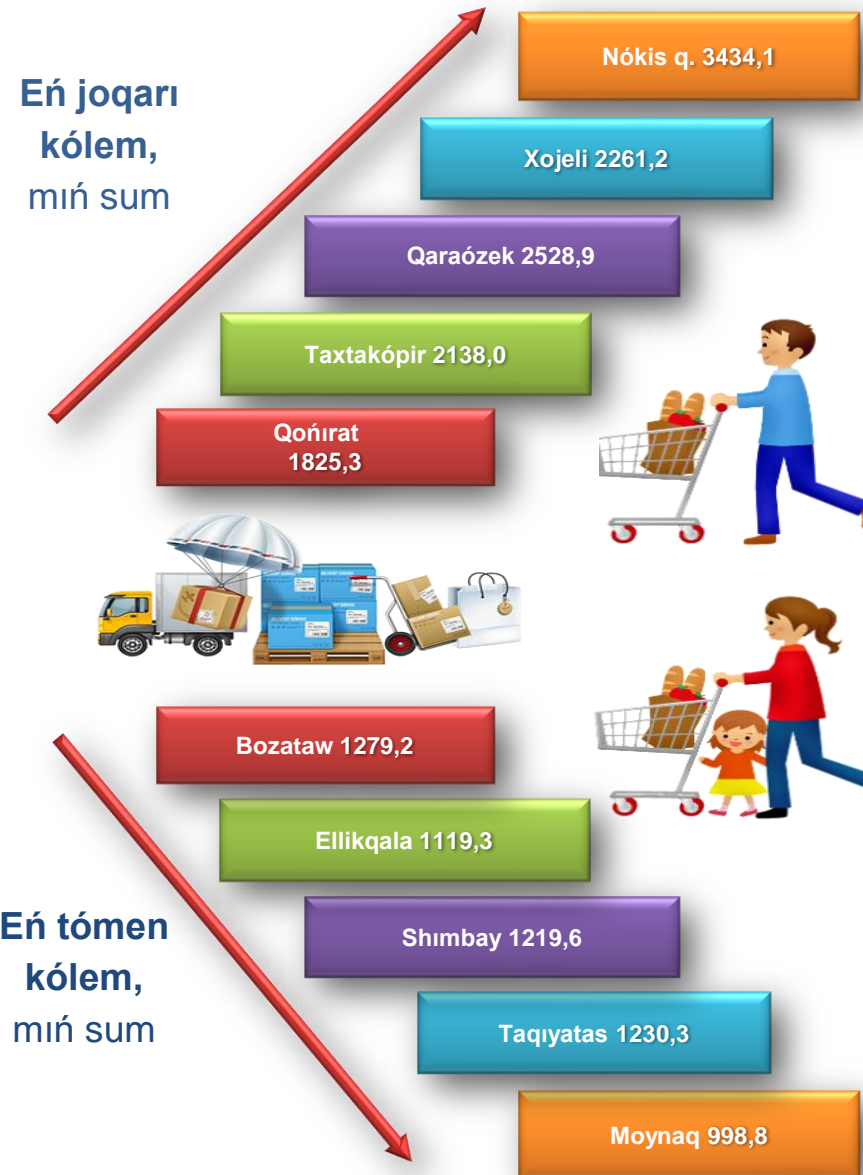 Eń joqarı
kólem,
mıń sum
Nókis q. 3434,1
Xojeli 2261,2
Qaraózek 2528,9
Taxtakópir 2138,0
Qońırat
1825,3
Bozataw 1279,2
Ellikqala 1119,3
Shımbay 1219,6
Taqıyatas 1230,3
Moynaq 998,8
Eń tómen
kólem,
mıń sum